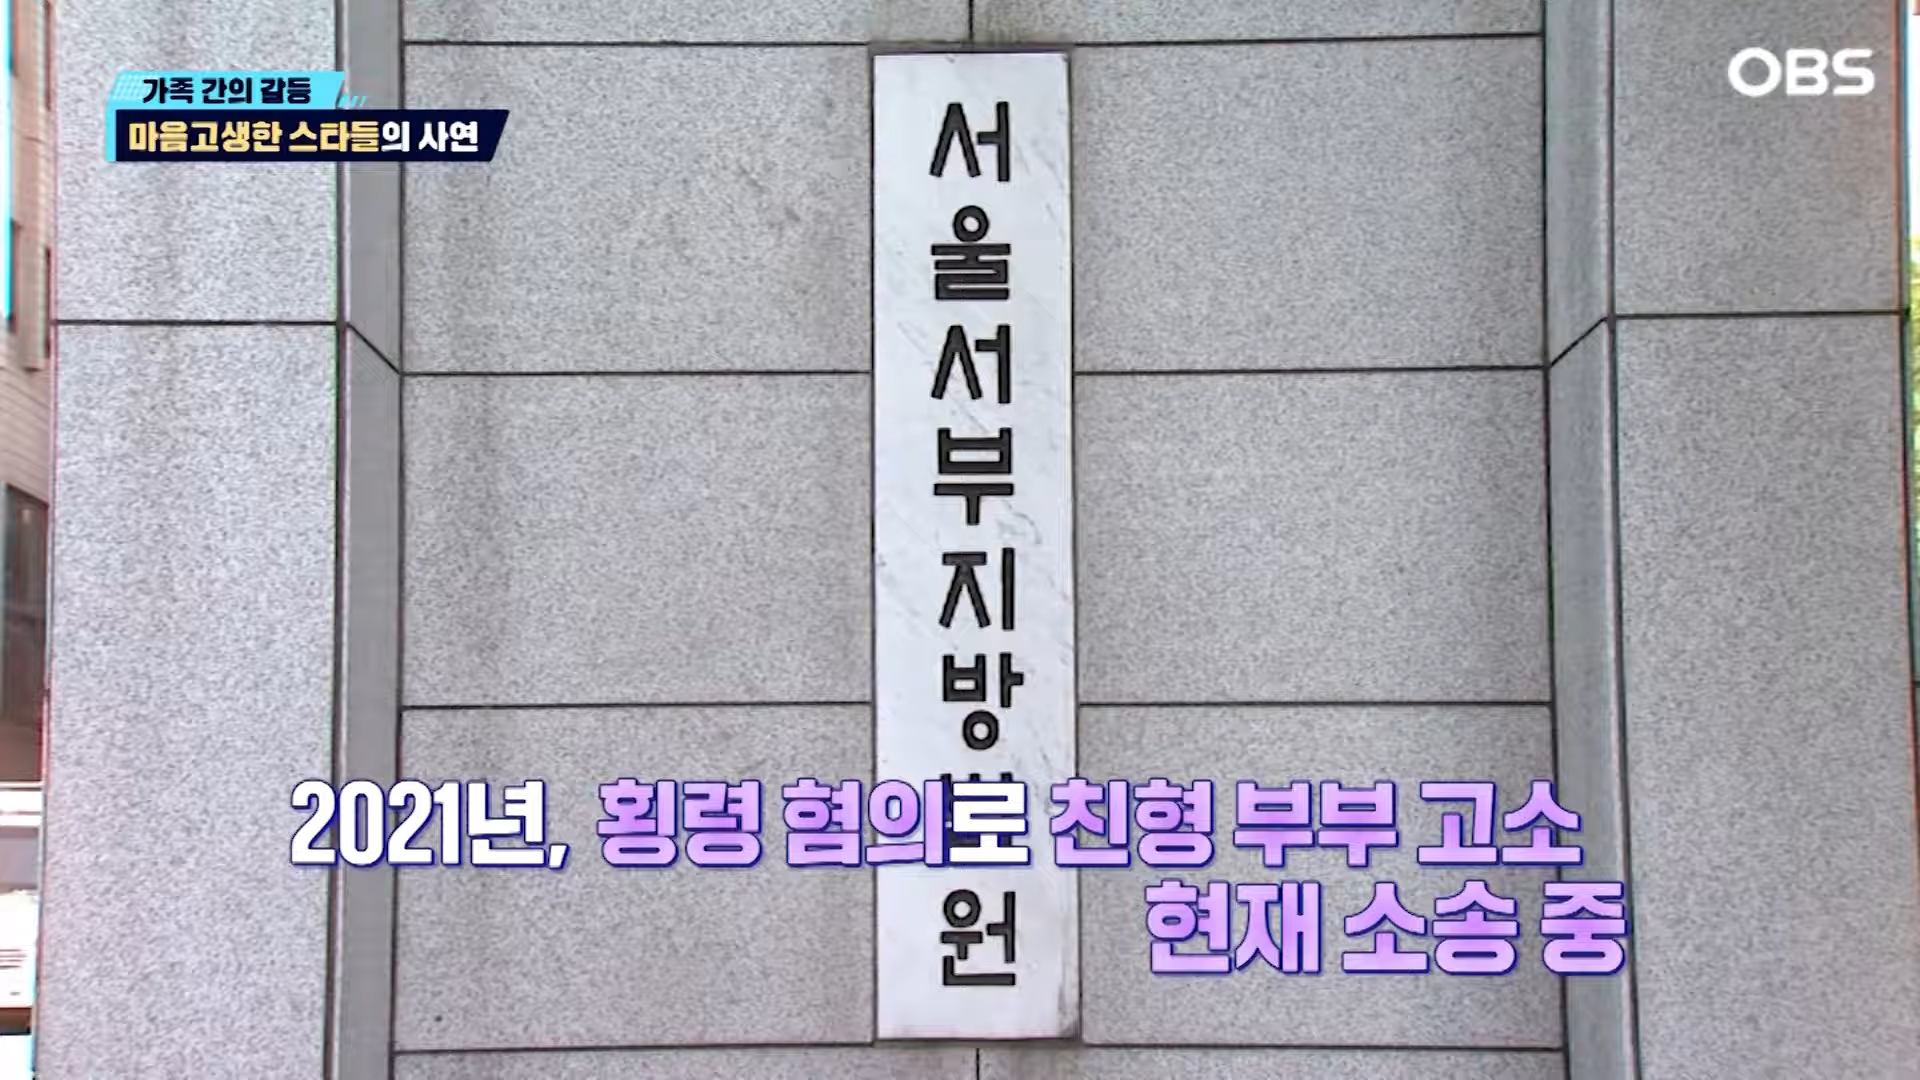 가족 간의 갈등
마음고생한 스타들의 사연
OBS
서울서부지방법원
2021년, 횡령 혐의로 친형 부부 고소
현재 소송 중